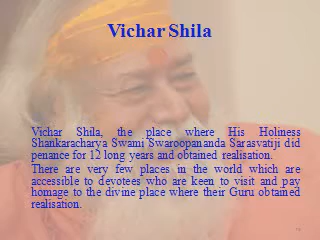 Vichar Shila
Vichar Shila, the place where His Holiness
Shankaracharya Swami Swaroopananda Sarasvatiji did
penance for 12 long years and obtained realisation.
There are very few places in the world which are
accessible to devotees who are keen to visit and pay
homage to the divine place where their Guru obtained
realisation.